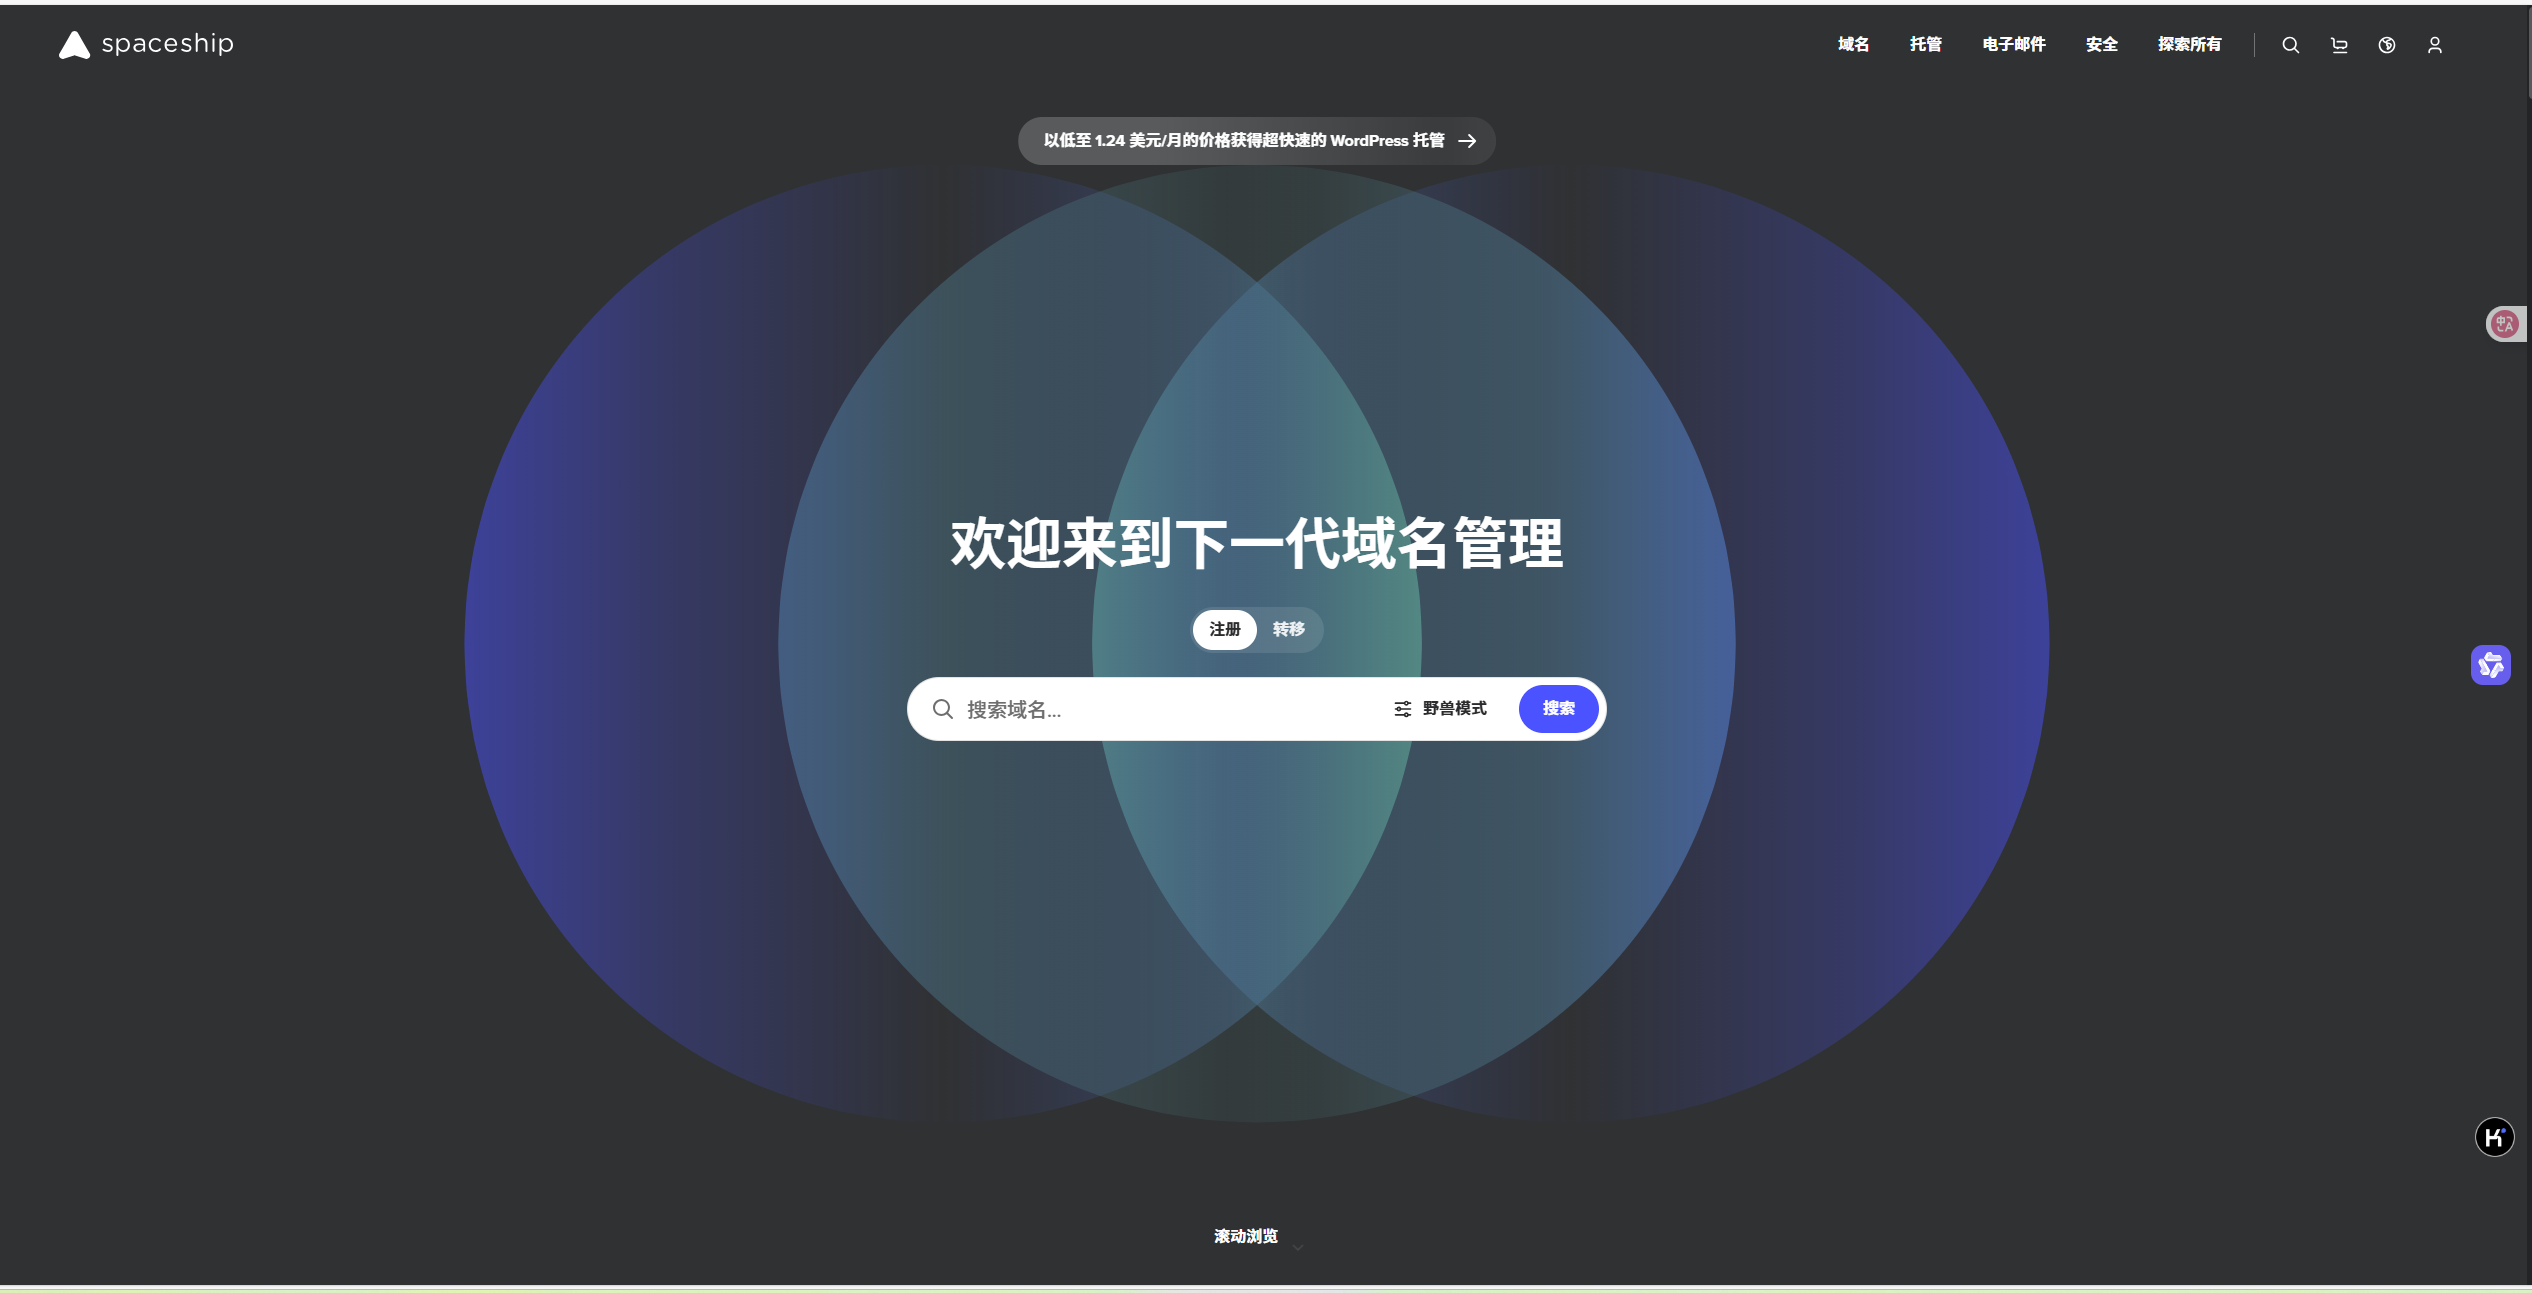 spaceship
域名 托管 电子邮件 安全 探索所有
以低至 1.24 美元/月的价格获得超快速的 WordPress 托管
中A
欢迎来到下一代域名管理
注册 转移
搜索域名... 野兽模式 搜索
K
滚动浏览